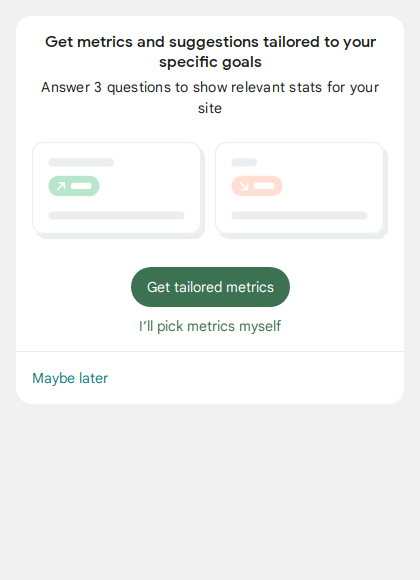 Get metrics and suggestions tailored to your
specific goals
Answer 3 questions to show relevant stats for your
site
Get tailored metrics
I’ll pick metrics myself
Maybe later